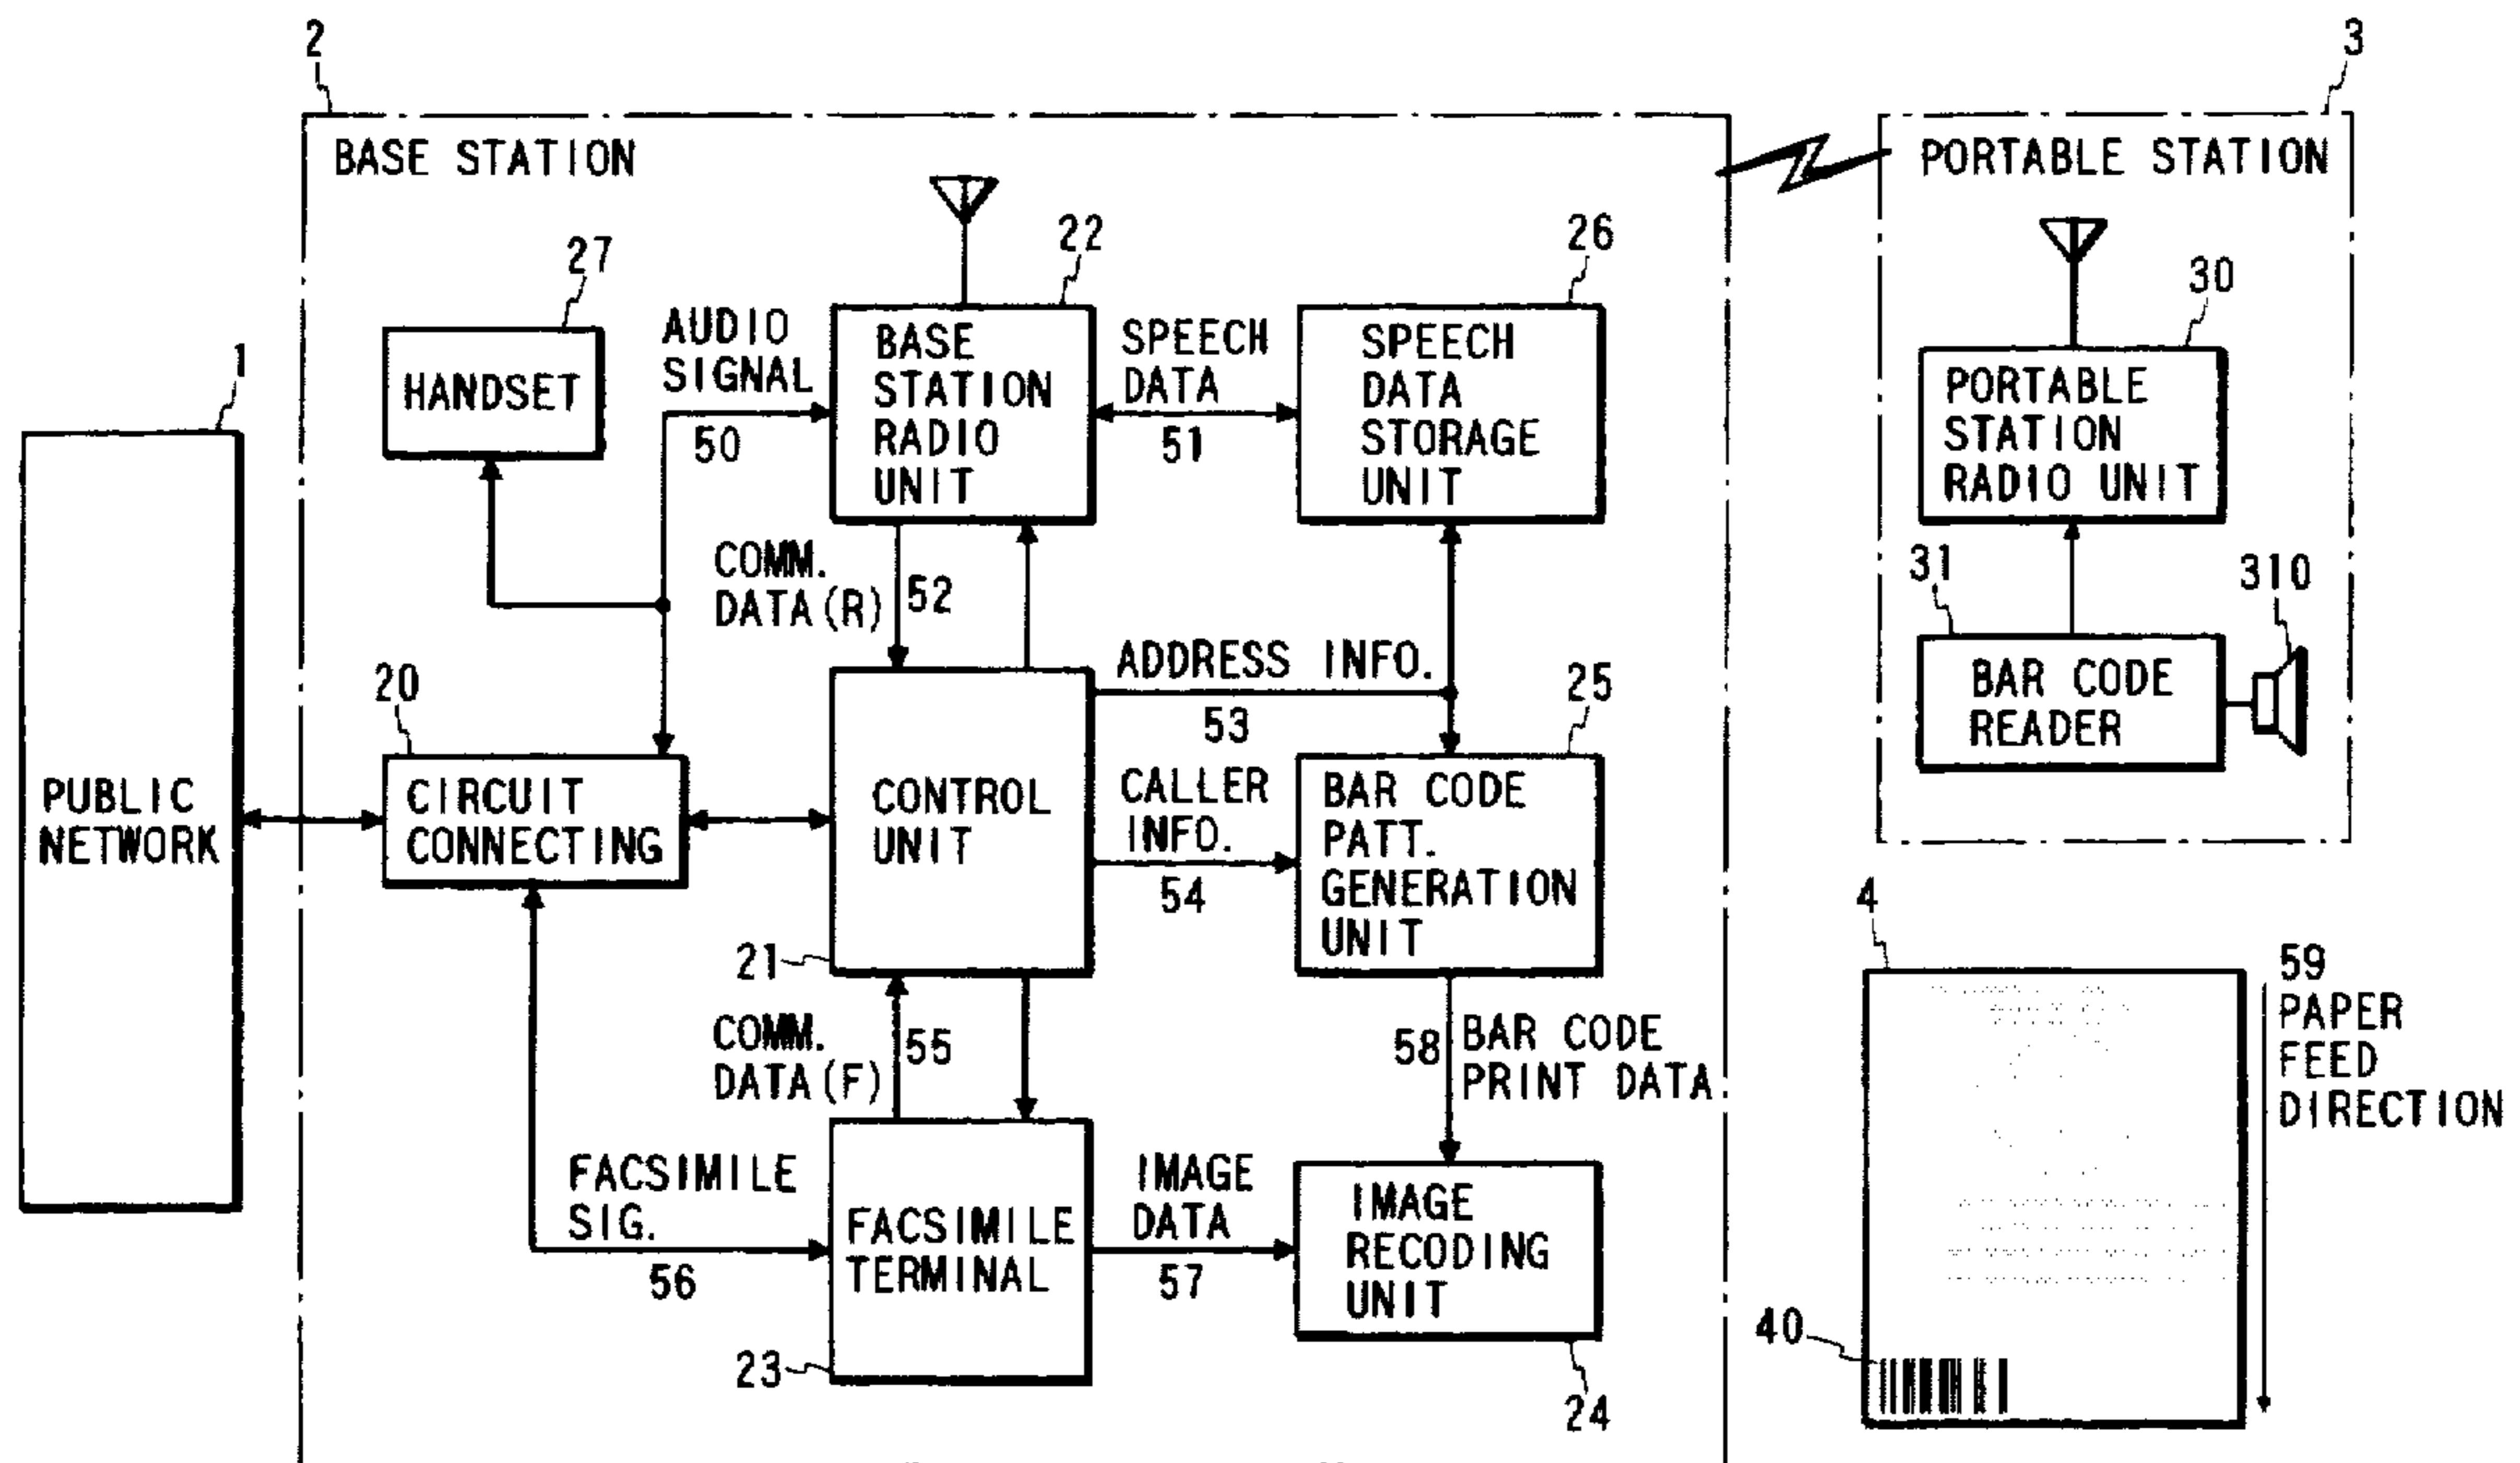 2
3
BASE STATION
PORTABLE STATION
27
22
26
30
1
HANDSET
AUDIO
SIGNAL
50
BASE
STATION
RADIO
UNIT
SPEECH
DATA
51
SPEECH
DATA
STORAGE
UNIT
PORTABLE
STATION
RADIO UNIT
31
310
COMM.
DATA(R)
52
20
ADDRESS INFO.
53
25
BAR CODE
READER
PUBLIC
NETWORK
CIRCUIT
CONNECTING
CONTROL
UNIT
21
CALLER
INFO.
54
BAR CODE
PATT.
GENERATION
UNIT
4
59
PAPER
FEED
DIRECTION
COMM.
DATA(F)
55
58
BAR CODE
PRINT DATA
FACSIMILE
SIG.
56
FACSIMILE
TERMINAL
23
IMAGE
DATA
57
IMAGE
RECODING
UNIT
24
40